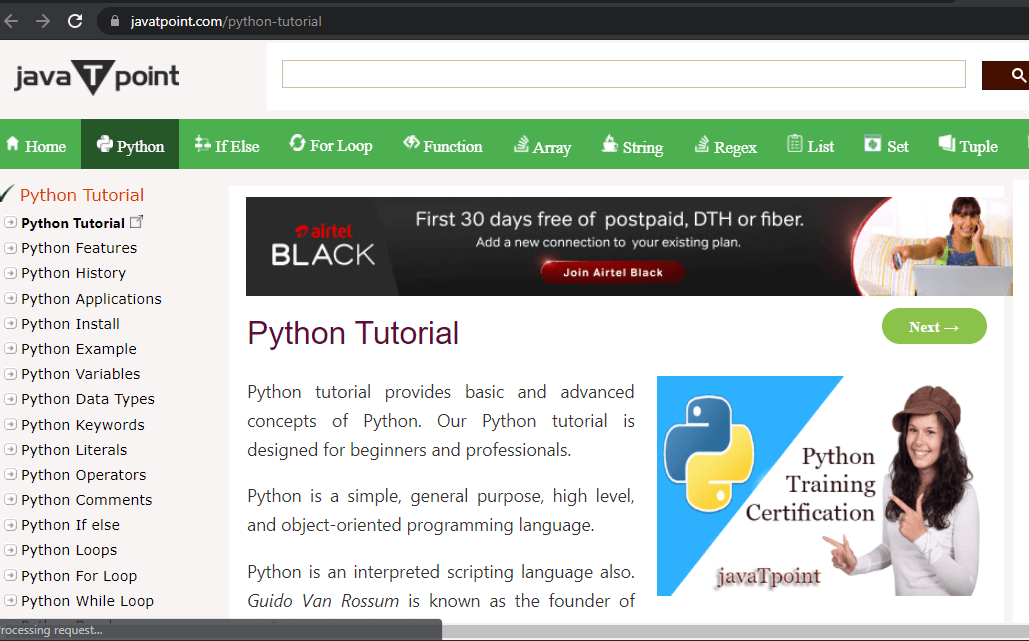 javatpoint.com/python-tutorial
javaTpoint
Home Python If Else For Loop Function Array String Regex List Set Tuple
Python Tutorial
Python Tutorial
Python Features
Python History
Python Applications
Python Install
Python Example
Python Variables
Python Data Types
Python Keywords
Python Literals
Python Operators
Python Comments
Python If else
Python Loops
Python For Loop
Python While Loop
airtel
BLACK
First 30 days free of postpaid, DTH or fiber.
Add a new connection to your existing plan.
Join Airtel Black
Python Tutorial
Next →
Python tutorial provides basic and advanced
concepts of Python. Our Python tutorial is
designed for beginners and professionals.
Python is a simple, general purpose, high level,
and object-oriented programming language.
Python is an interpreted scripting language also.
Guido Van Rossum is known as the founder of
Python
Training
Certification
javaTpoint
rocessing request...